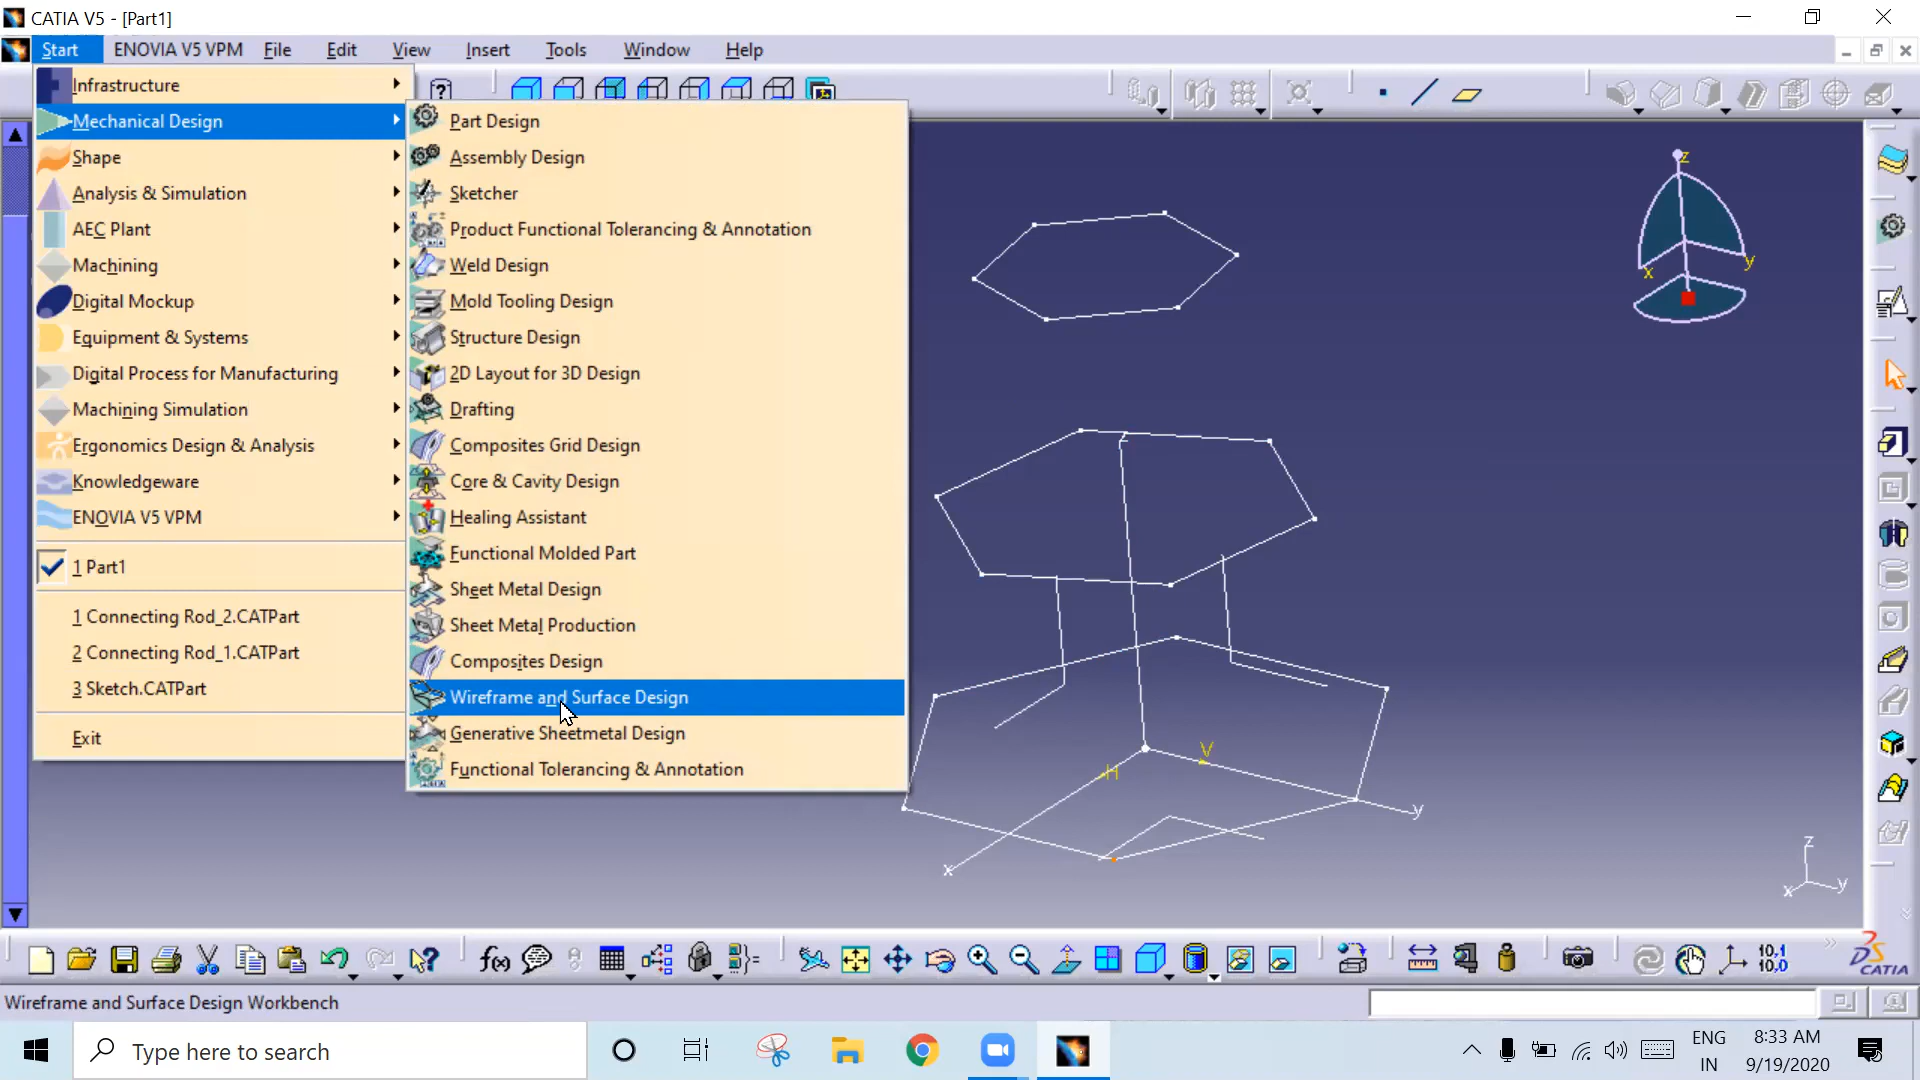 CATIA V5 - [Part1]
Start ENOVIA V5 VPM File Edit View Insert Tools Window Help
Infrastructure
Mechanical Design
Shape
Analysis & Simulation
AEC Plant
Machining
Digital Mockup
Equipment & Systems
Digital Process for Manufacturing
Machining Simulation
Ergonomics Design & Analysis
Knowledgeware
ENOVIA V5 VPM
1 Part1
1 Connecting Rod_2.CATPart
2 Connecting Rod_1.CATPart
3 Sketch.CATPart
Exit
Part Design
Assembly Design
Sketcher
Product Functional Tolerancing & Annotation
Weld Design
Mold Tooling Design
Structure Design
2D Layout for 3D Design
Drafting
Composites Grid Design
Core & Cavity Design
Healing Assistant
Functional Molded Part
Sheet Metal Design
Sheet Metal Production
Composites Design
Wireframe and Surface Design
Generative Sheetmetal Design
Functional Tolerancing & Annotation
z
x y
V
H
y
x
z
x y
f(x)
10,1
10,0
CATIA
Wireframe and Surface Design Workbench
Type here to search
ENG
IN
8:33 AM
9/19/2020